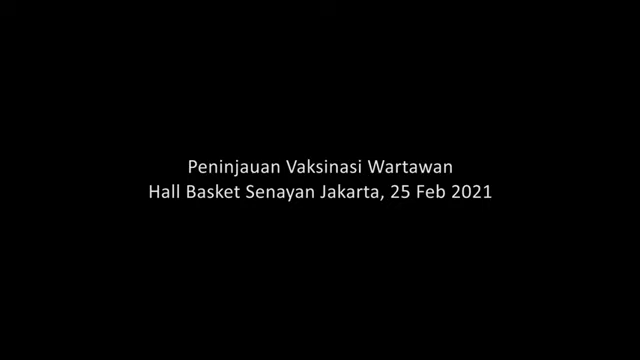 Peninjauan Vaksinasi Wartawan
Hall Basket Senayan Jakarta, 25 Feb 2021